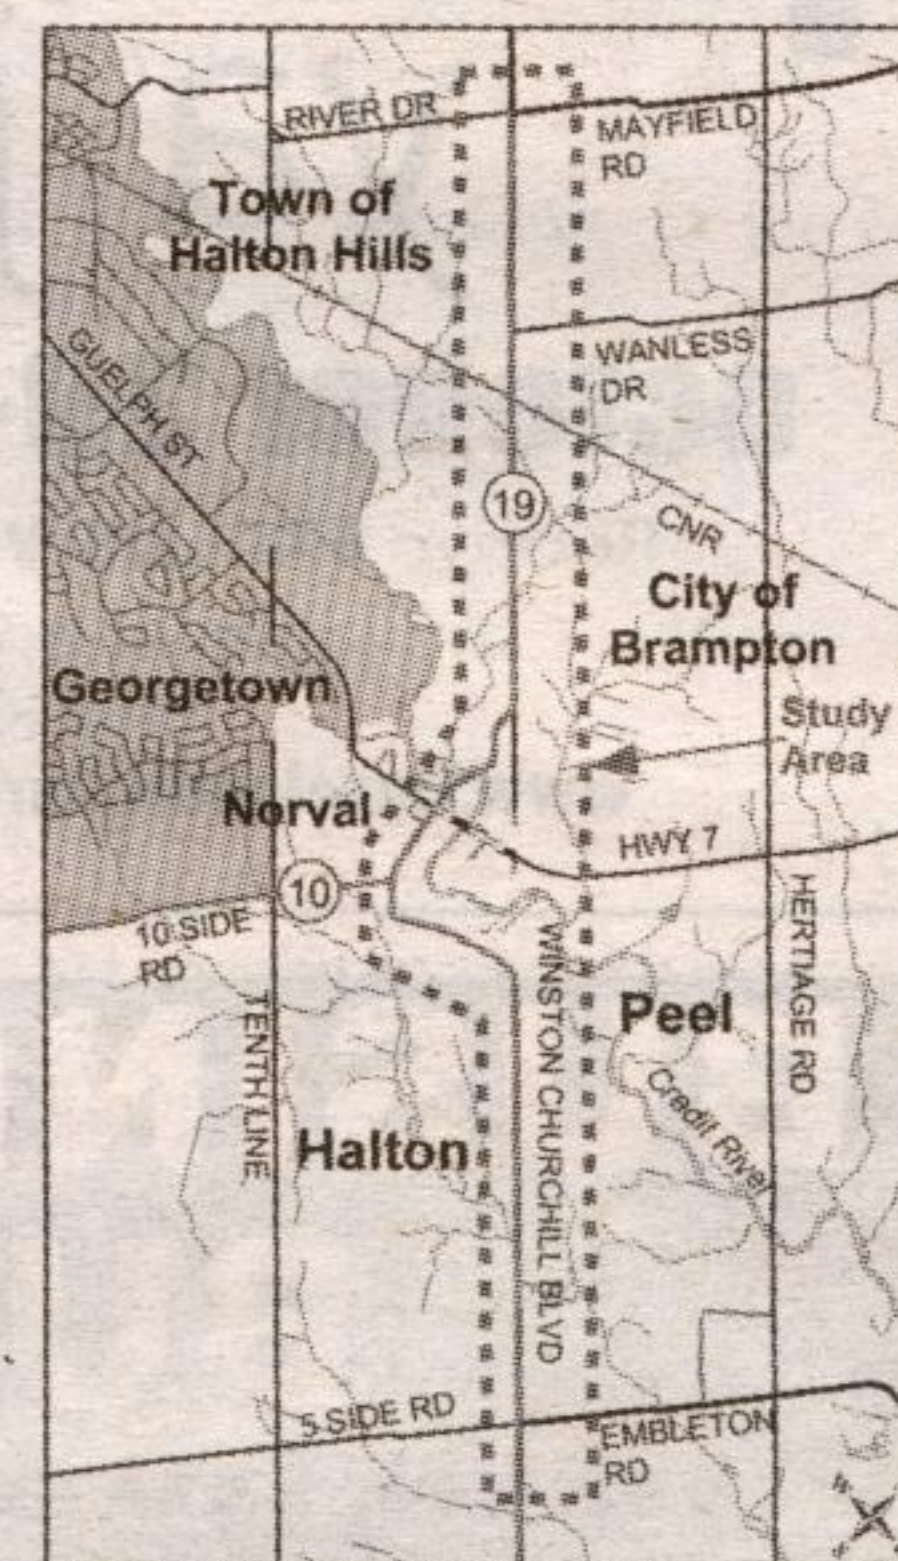 RIVER DR
MAYFIELD
RD
Town of
Halton Hills
GUELPH ST
WANLESS
DR
19
CNR
City of
Brampton
Georgetown
Study
Area
Norval
HWY 7
10
10 SIDE
RD
HERTIAGE RD
WINSTON CHURCHILL BLVD
TENTH LINE
Peel
Credit River
Halton
5 SIDE RD
EMBLETON
RD